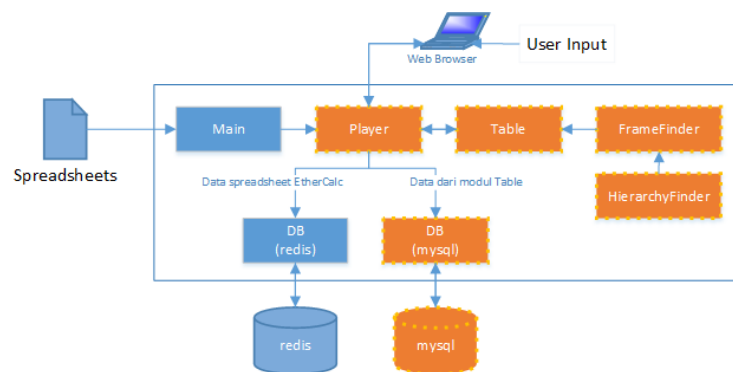 User Input
Web Browser
Spreadsheets
Main
Player
Table
FrameFinder
HierarchyFinder
Data spreadsheet EtherCalc
Data dari modul Table
DB
(redis)
DB
(mysql)
redis
mysql